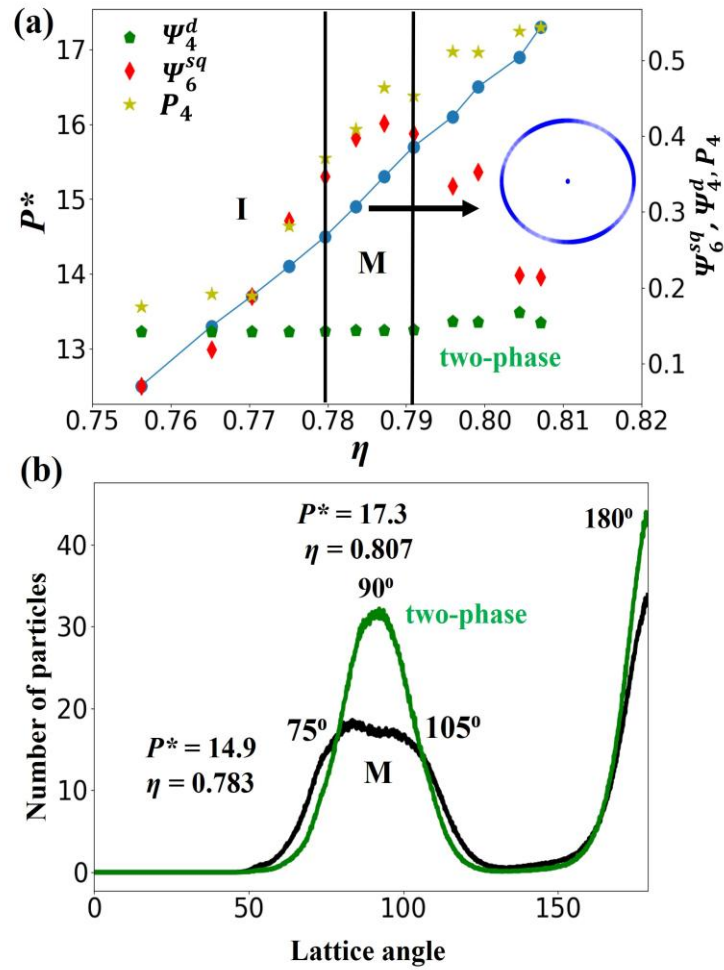 (a)
17
16
15
14
13
P*
Ψ₄ᵈ
Ψ₆ˢq
P₄
I
M
two-phase
0.5
0.4
0.3
0.2
0.1
Ψ₆ˢq, Ψ₄ᵈ, P₄
0.75 0.76 0.77 0.78 0.79 0.80 0.81 0.82
η
(b)
Number of particles
40
30
20
10
0
P* = 17.3
η = 0.807
90⁰
two-phase
180⁰
75⁰
105⁰
P* = 14.9
η = 0.783
M
0 50 100 150
Lattice angle